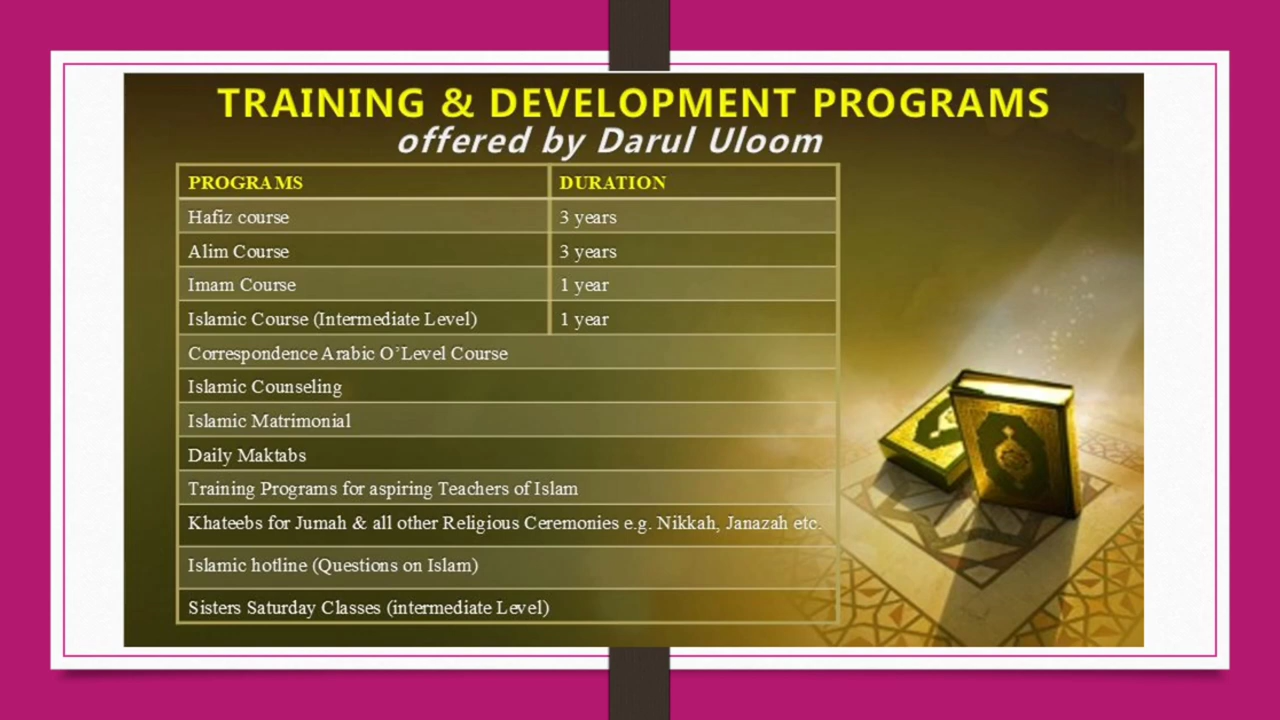 TRAINING & DEVELOPMENT PROGRAMS
offered by Darul Uloom
PROGRAMS DURATION
Hafiz course 3 years
Alim Course 3 years
Imam Course 1 year
Islamic Course (Intermediate Level) 1 year
Correspondence Arabic O’Level Course
Islamic Counseling
Islamic Matrimonial
Daily Maktabs
Training Programs for aspiring Teachers of Islam
Khateebs for Jumah & all other Religious Ceremonies e.g. Nikkah, Janazah etc.
Islamic hotline (Questions on Islam)
Sisters Saturday Classes (intermediate Level)